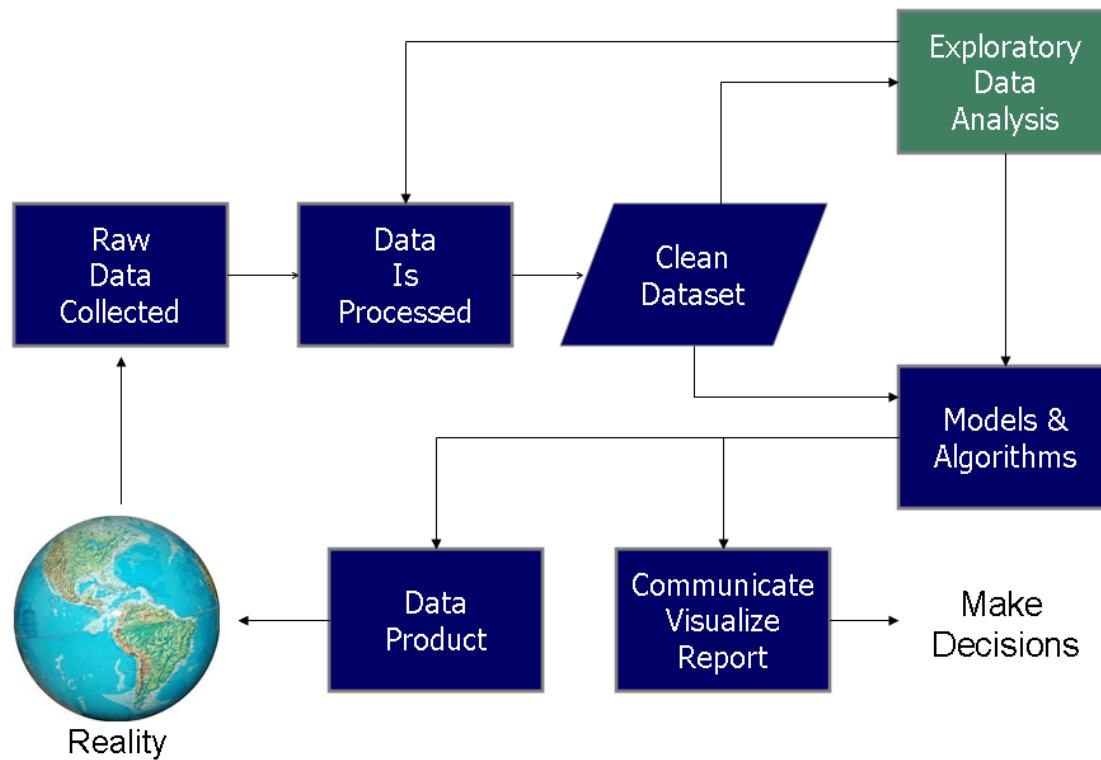 Exploratory
Data
Analysis
Raw
Data
Collected
Data
Is
Processed
Clean
Dataset
Models &
Algorithms
Data
Product
Communicate
Visualize
Report
Make
Decisions
Reality